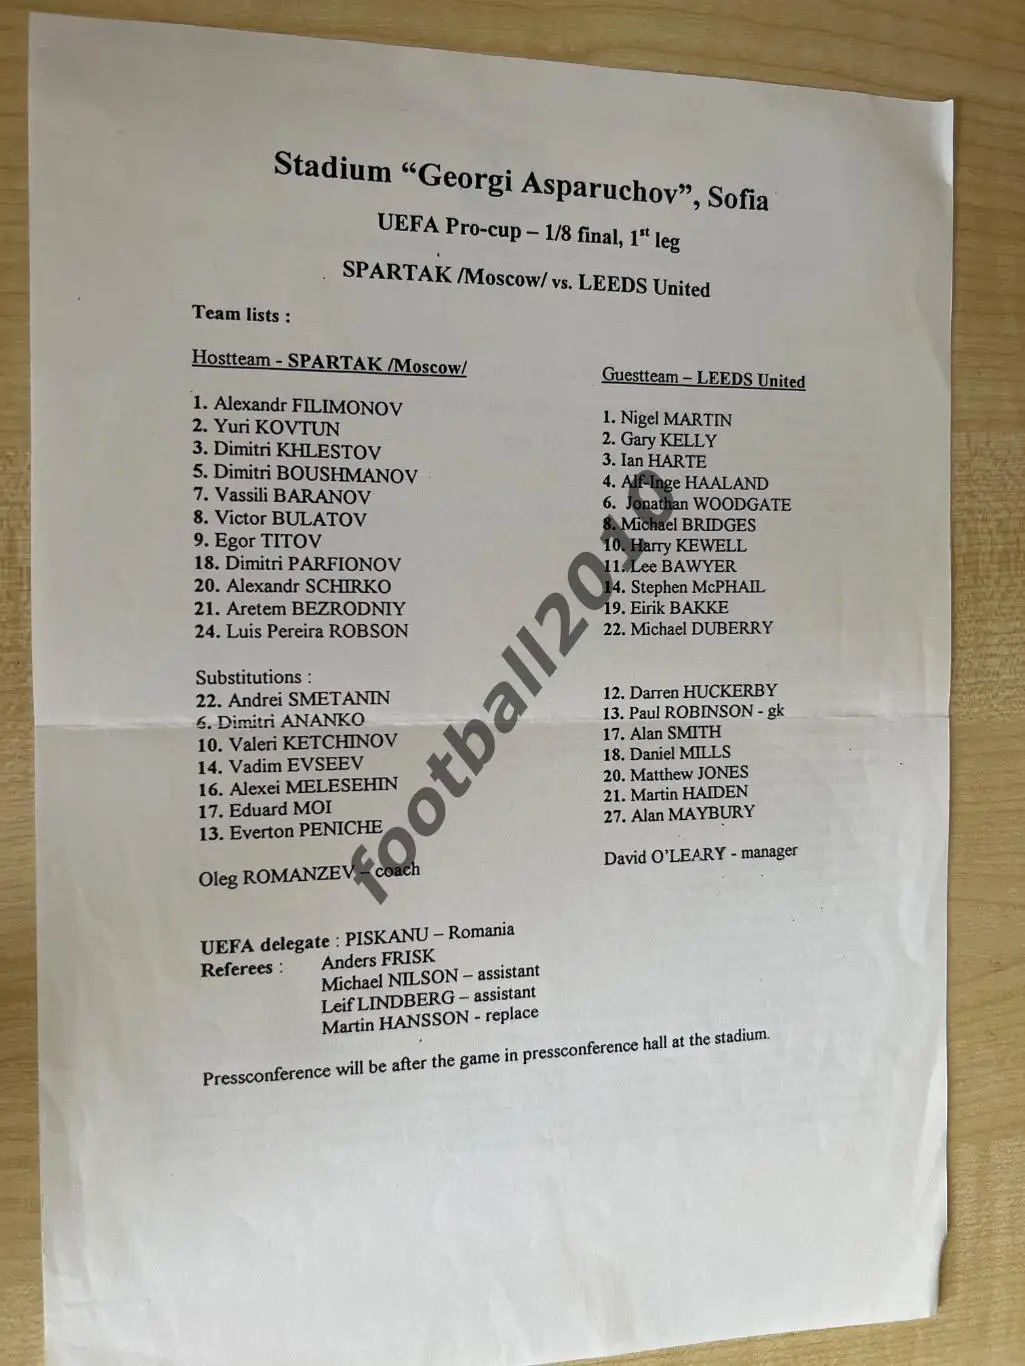 Stadium “Georgi Asparuchov”, Sofia
UEFA Pro-cup – 1/8 final, 1st leg
SPARTAK /Moscow/ vs. LEEDS United
Team lists :
Hostteam - SPARTAK /Moscow/
1. Alexandr FILIMONOV
2. Yuri KOVTUN
3. Dimitri KHLESTOV
5. Dimitri BOUSHMANOV
7. Vassili BARANOV
8. Victor BULATOV
9. Egor TITOV
18. Dimitri PARFIONOV
20. Alexandr SCHIRKO
21. Aretem BEZRODNIY
24. Luis Pereira ROBSON
Substitutions :
22. Andrei SMETANIN
6. Dimitri ANANKO
10. Valeri KETCHINOV
14. Vadim EVSEEV
16. Alexei MELESEHIN
17. Eduard MOI
13. Everton PENICHE
Oleg ROMANZEV – coach
Guestteam – LEEDS United
1. Nigel MARTIN
2. Gary KELLY
3. Ian HARTE
4. Alf-Inge HAALAND
6. Jonathan WOODGATE
8. Michael BRIDGES
10. Harry KEWELL
11. Lee BAWYER
14. Stephen McPHAIL
19. Eirik BAKKE
22. Michael DUBERRY
12. Darren HUCKERBY
13. Paul ROBINSON - gk
17. Alan SMITH
18. Daniel MILLS
20. Matthew JONES
21. Martin HAIDEN
27. Alan MAYBURY
David O'LEARY - manager
UEFA delegate : PISKANU – Romania
Referees : Anders FRISK
Michael NILSON – assistant
Leif LINDBERG – assistant
Martin HANSSON - replace
Pressconference will be after the game in pressconference hall at the stadium.
football2010